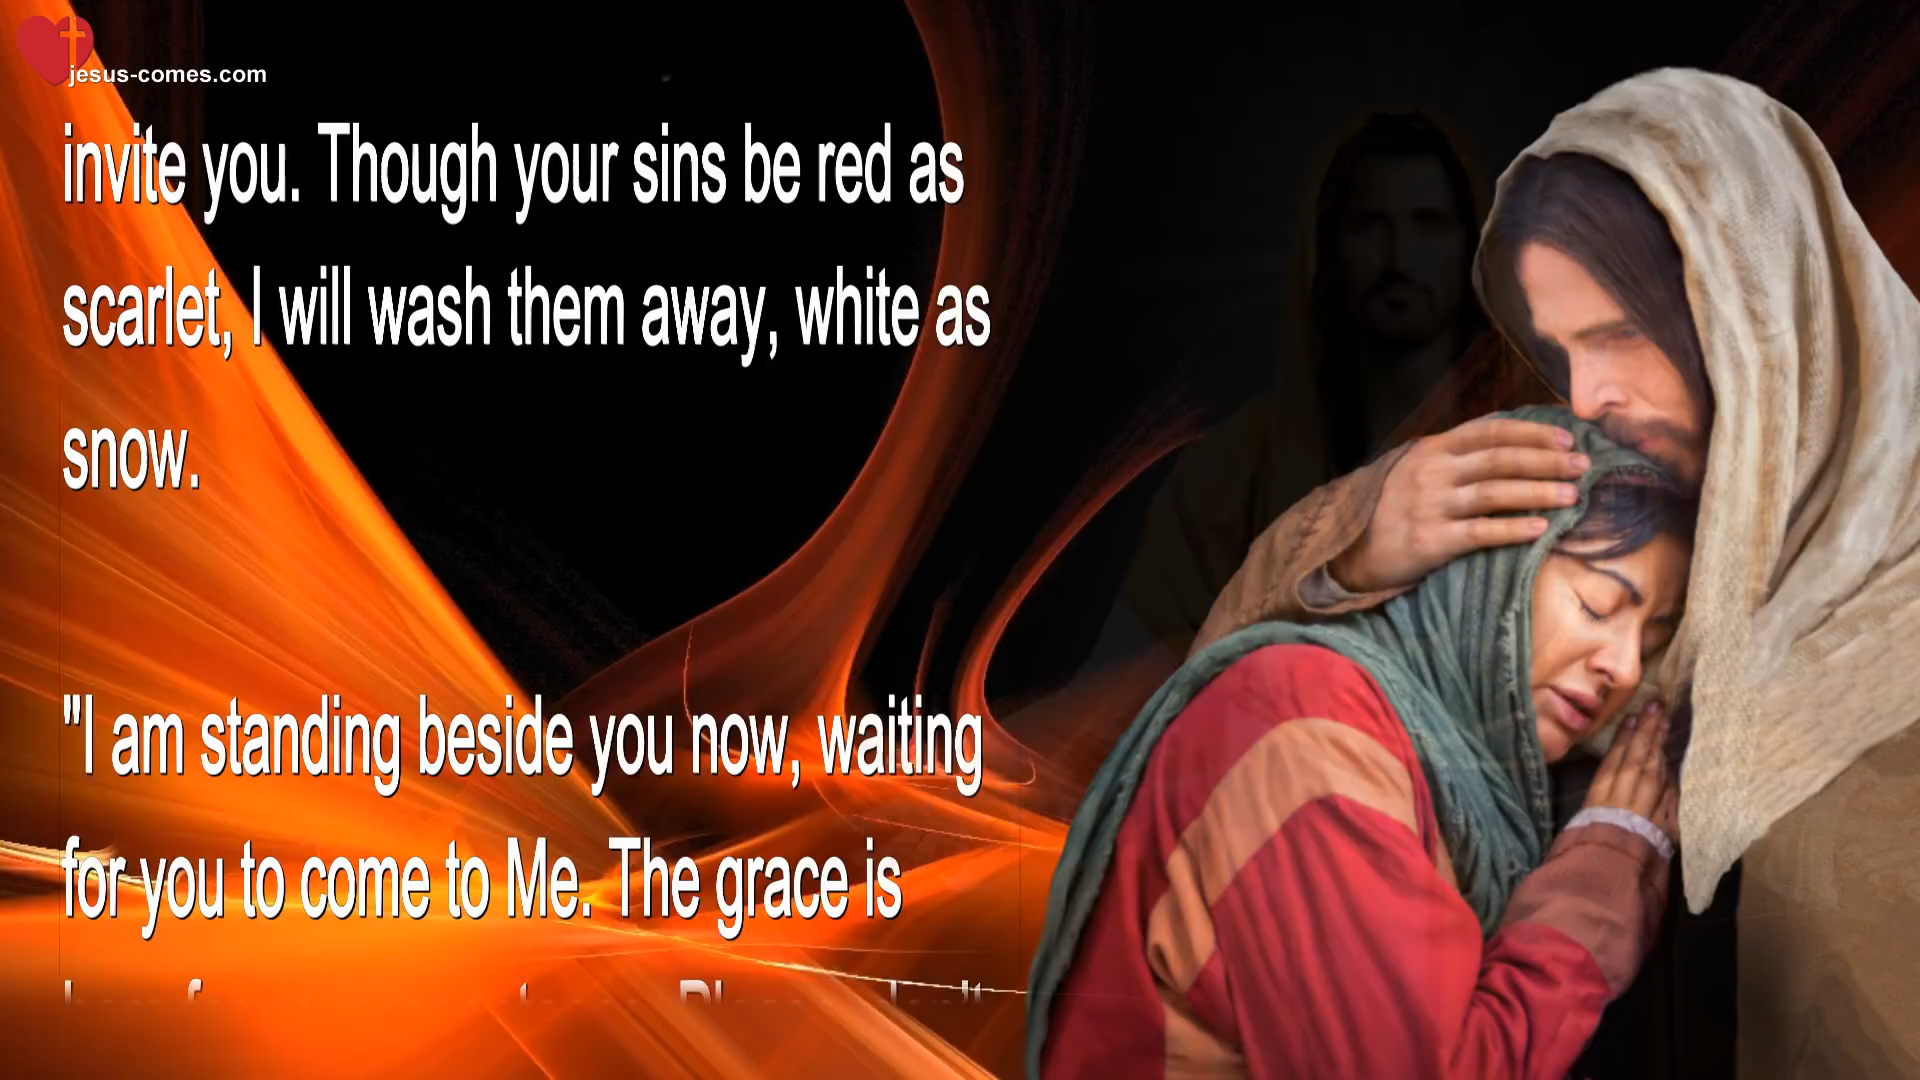 jesus-comes.com
invite you. Though your sins be red as
scarlet, I will wash them away, white as
snow.
"I am standing beside you now, waiting
for you to come to Me. The grace is